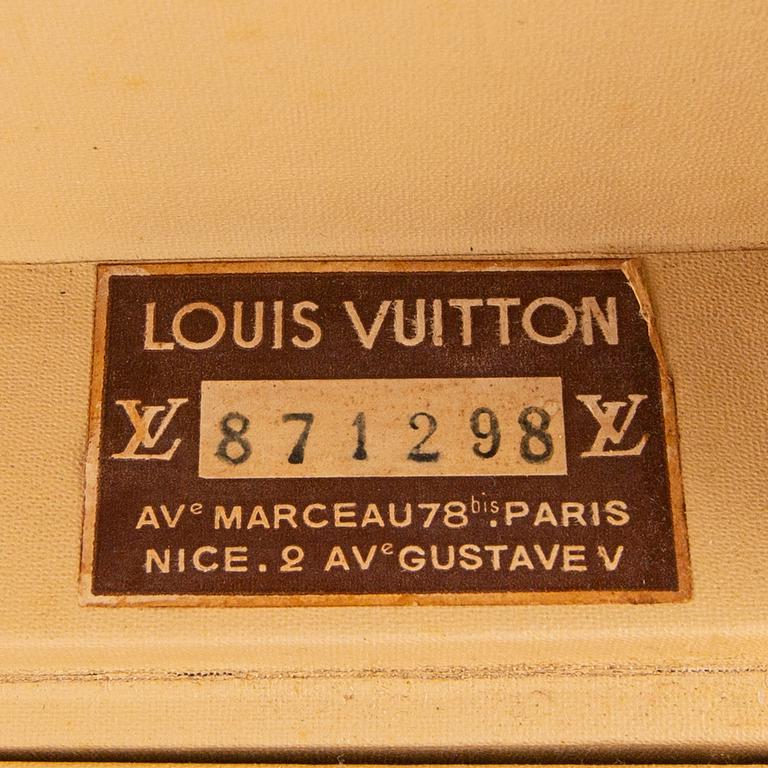 LOUIS VUITTON
LV 871298 LV
AVe MARCEAU 78bis. PARIS
NICE. 2 AVe GUSTAVE V